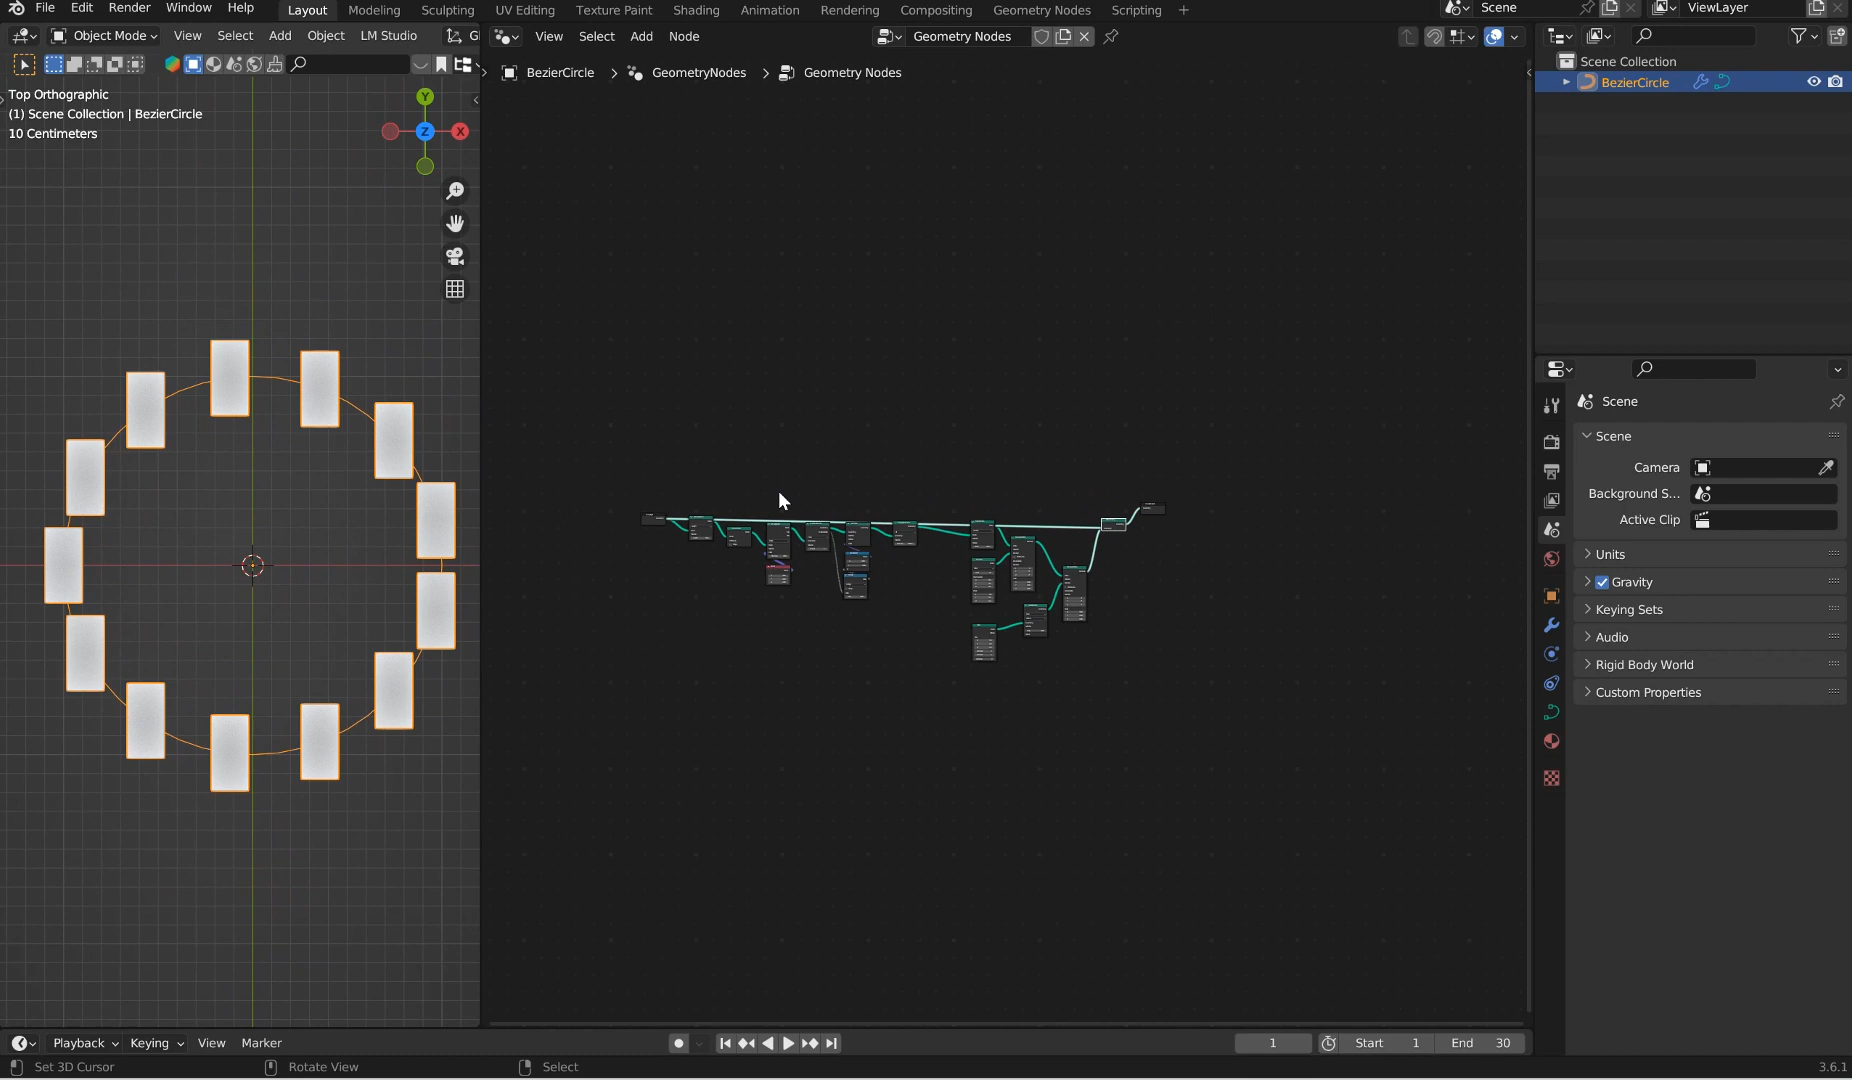 File Edit Render Window Help Layout Modeling Sculpting UV Editing Texture Paint Shading Animation Rendering Compositing Geometry Nodes Scripting + Scene ViewLayer
Object Mode View Select Add Object LM Studio
View Select Add Node Geometry Nodes
BezierCircle > GeometryNodes > Geometry Nodes
Top Orthographic
(1) Scene Collection | BezierCircle
10 Centimeters
Y
Z
X
Scene Collection
BezierCircle
Scene
Scene
Camera
Background S...
Active Clip
Units
Gravity
Keying Sets
Audio
Rigid Body World
Custom Properties
Playback Keying View Marker 1 Start 1 End 30
Set 3D Cursor Rotate View Select 3.6.1